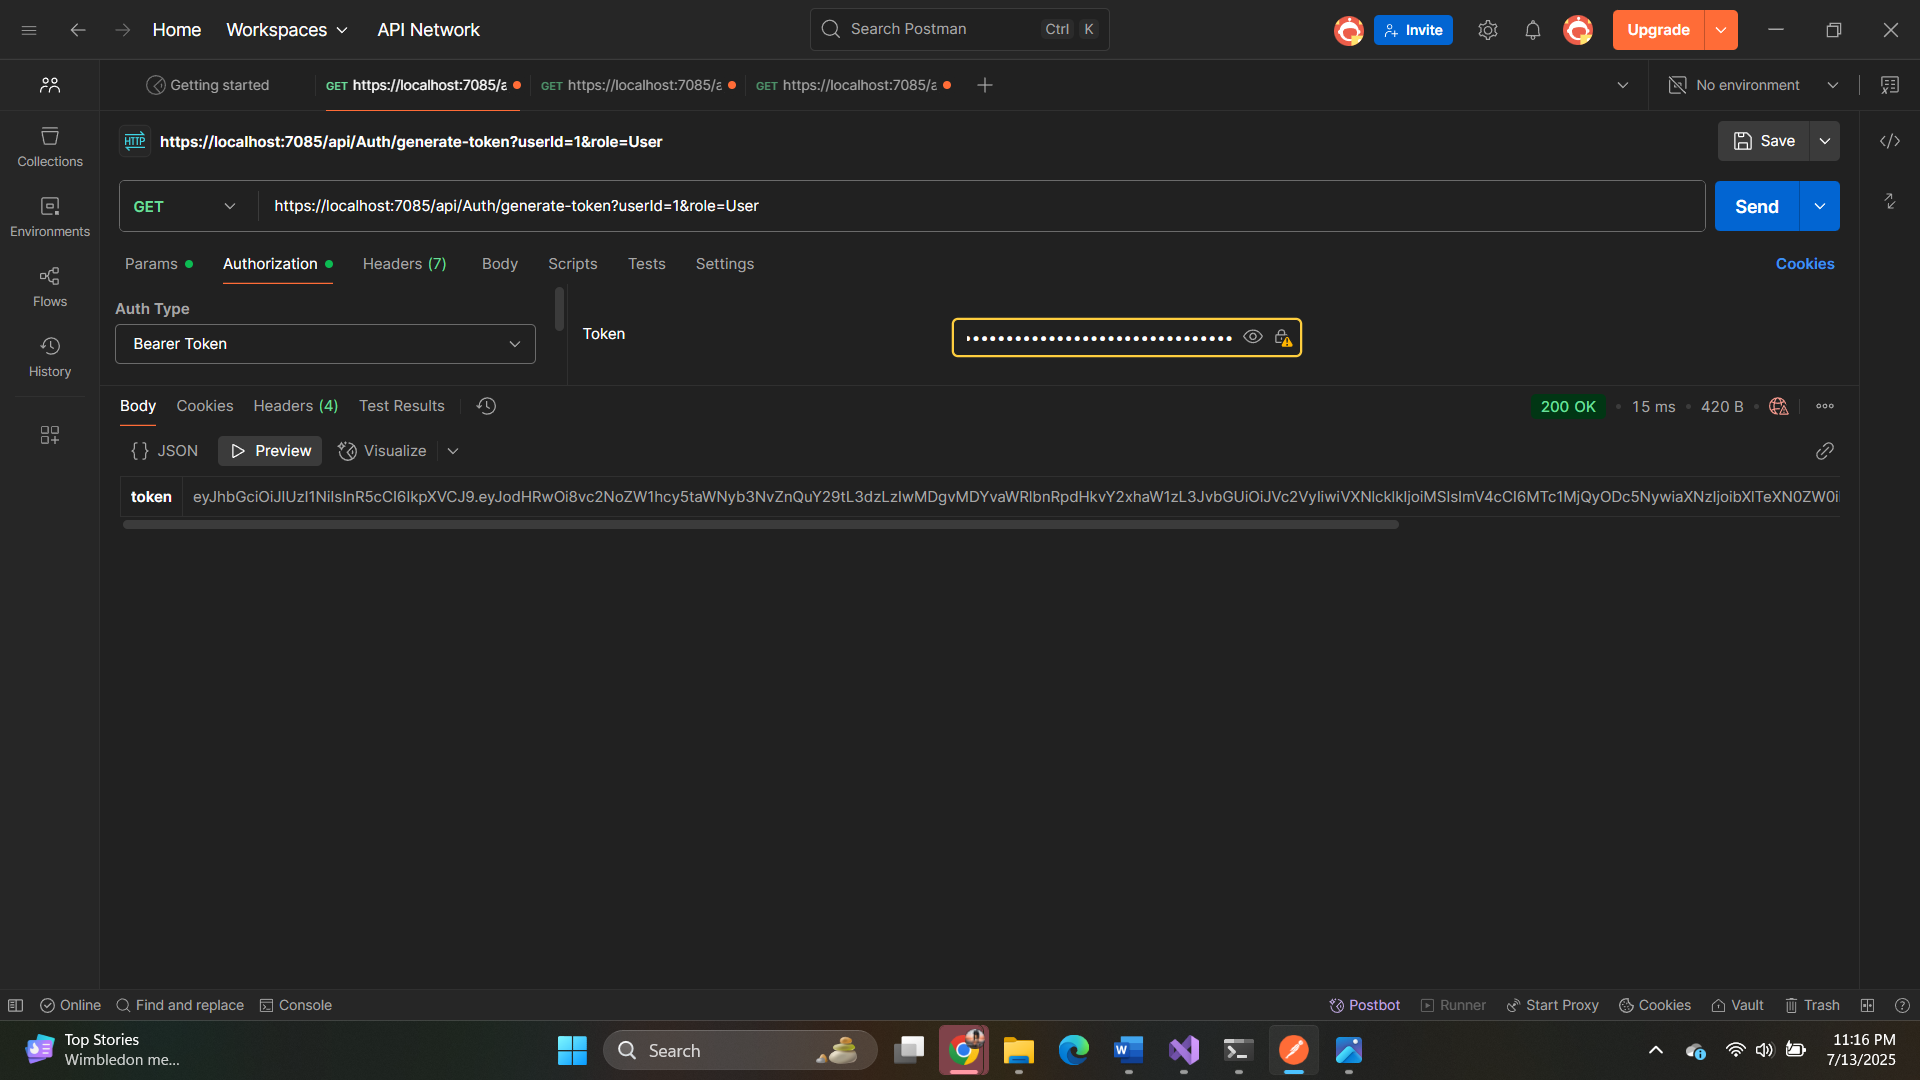 Home Workspaces API Network Search Postman Ctrl K Invite Upgrade
Getting started GET https://localhost:7085/a GET https://localhost:7085/a GET https://localhost:7085/a No environment
HTTP https://localhost:7085/api/Auth/generate-token?userId=1&role=User Save
GET https://localhost:7085/api/Auth/generate-token?userId=1&role=User Send
Params Authorization Headers (7) Body Scripts Tests Settings Cookies
Auth Type
Bearer Token
Token
Collections
Environments
Flows
History
Body Cookies Headers (4) Test Results 200 OK 15 ms 420 B
{} JSON Preview Visualize
token
Online Find and replace Console Postbot Runner Start Proxy Cookies Vault Trash
Top Stories
Wimbledon me...
Search
11:16 PM
7/13/2025